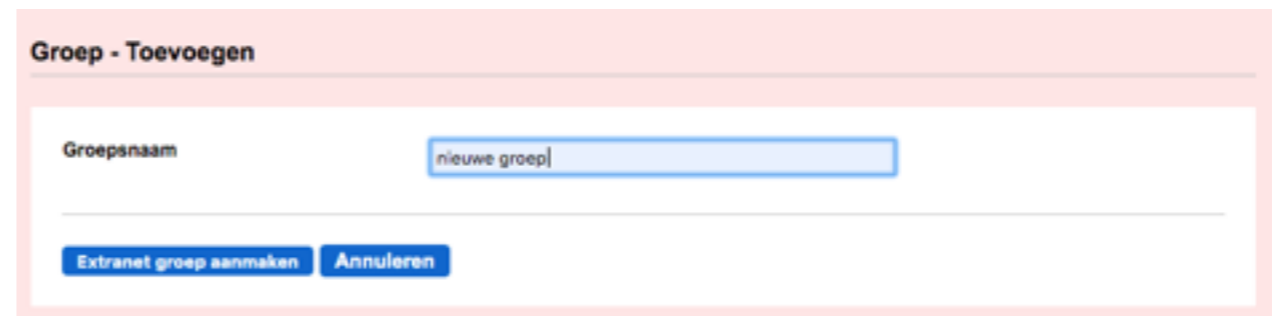 Groep - Toevoegen
Groepsnaam
nieuwe groep
Extranet groep aanmaken Annuleren